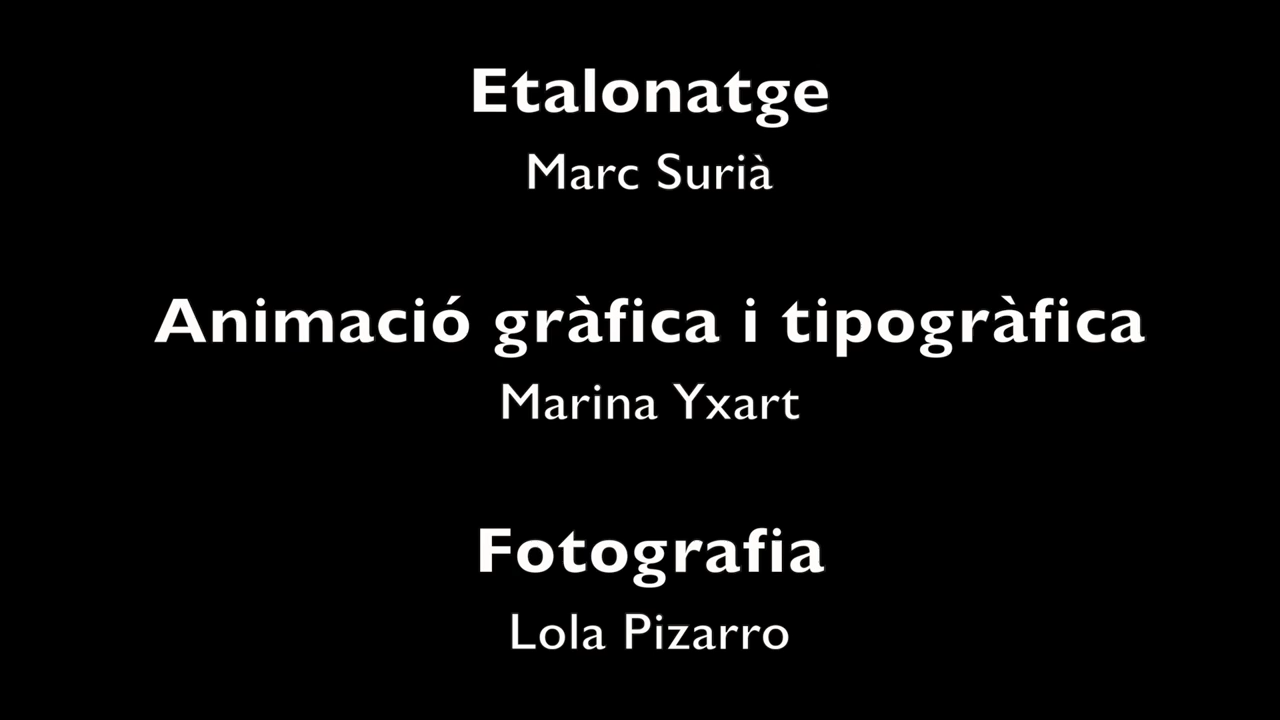 Etalonatge
Marc Surià
Animació gràfica i tipogràfica
Marina Yxart
Fotografia
Lola Pizarro